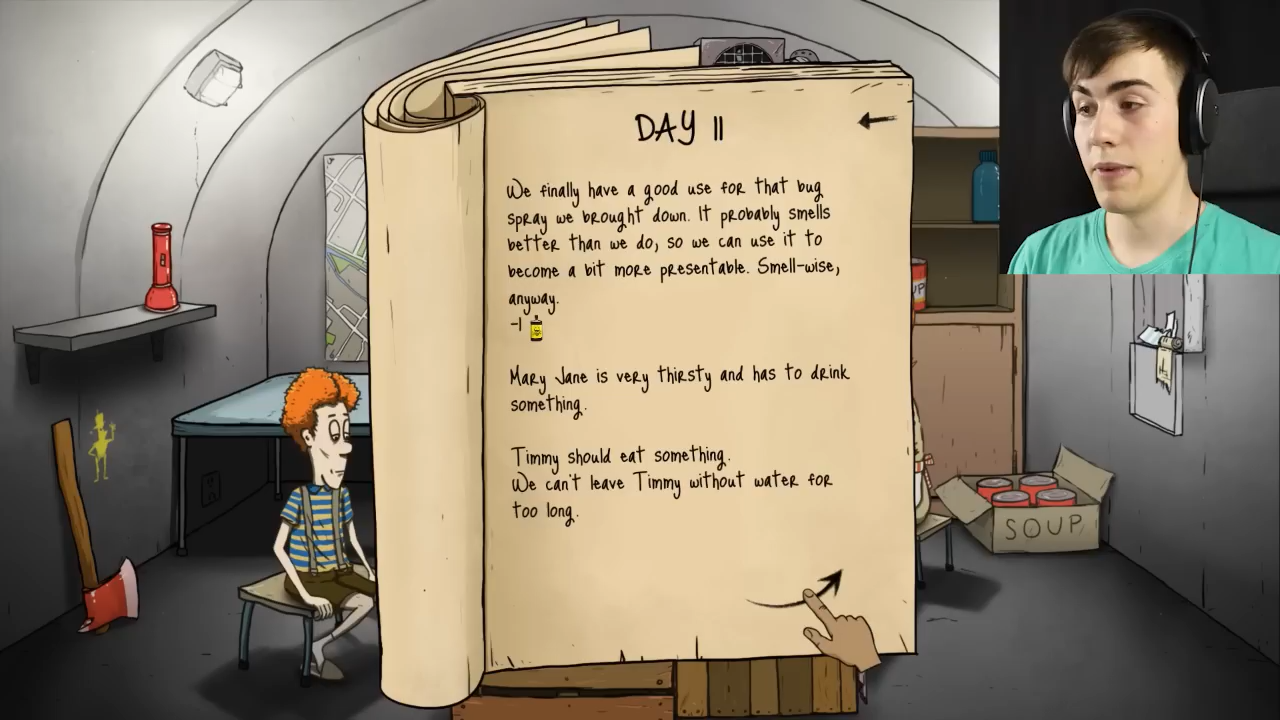 DAY 11
We finally have a good use for that bug
spray we brought down. It probably smells
better than we do, so we can use it to
become a bit more presentable. Smell-wise,
anyway.
-1
Mary Jane is very thirsty and has to drink
something.
Timmy should eat something.
We can't leave Timmy without water for
too long.
UP
SOUP